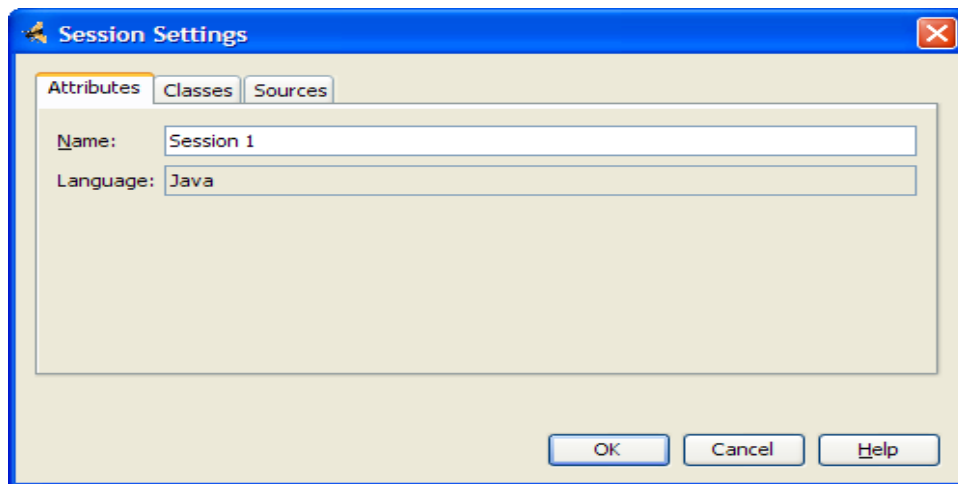 Session Settings
Attributes Classes Sources
Name: Session 1
Language: Java
OK Cancel Help